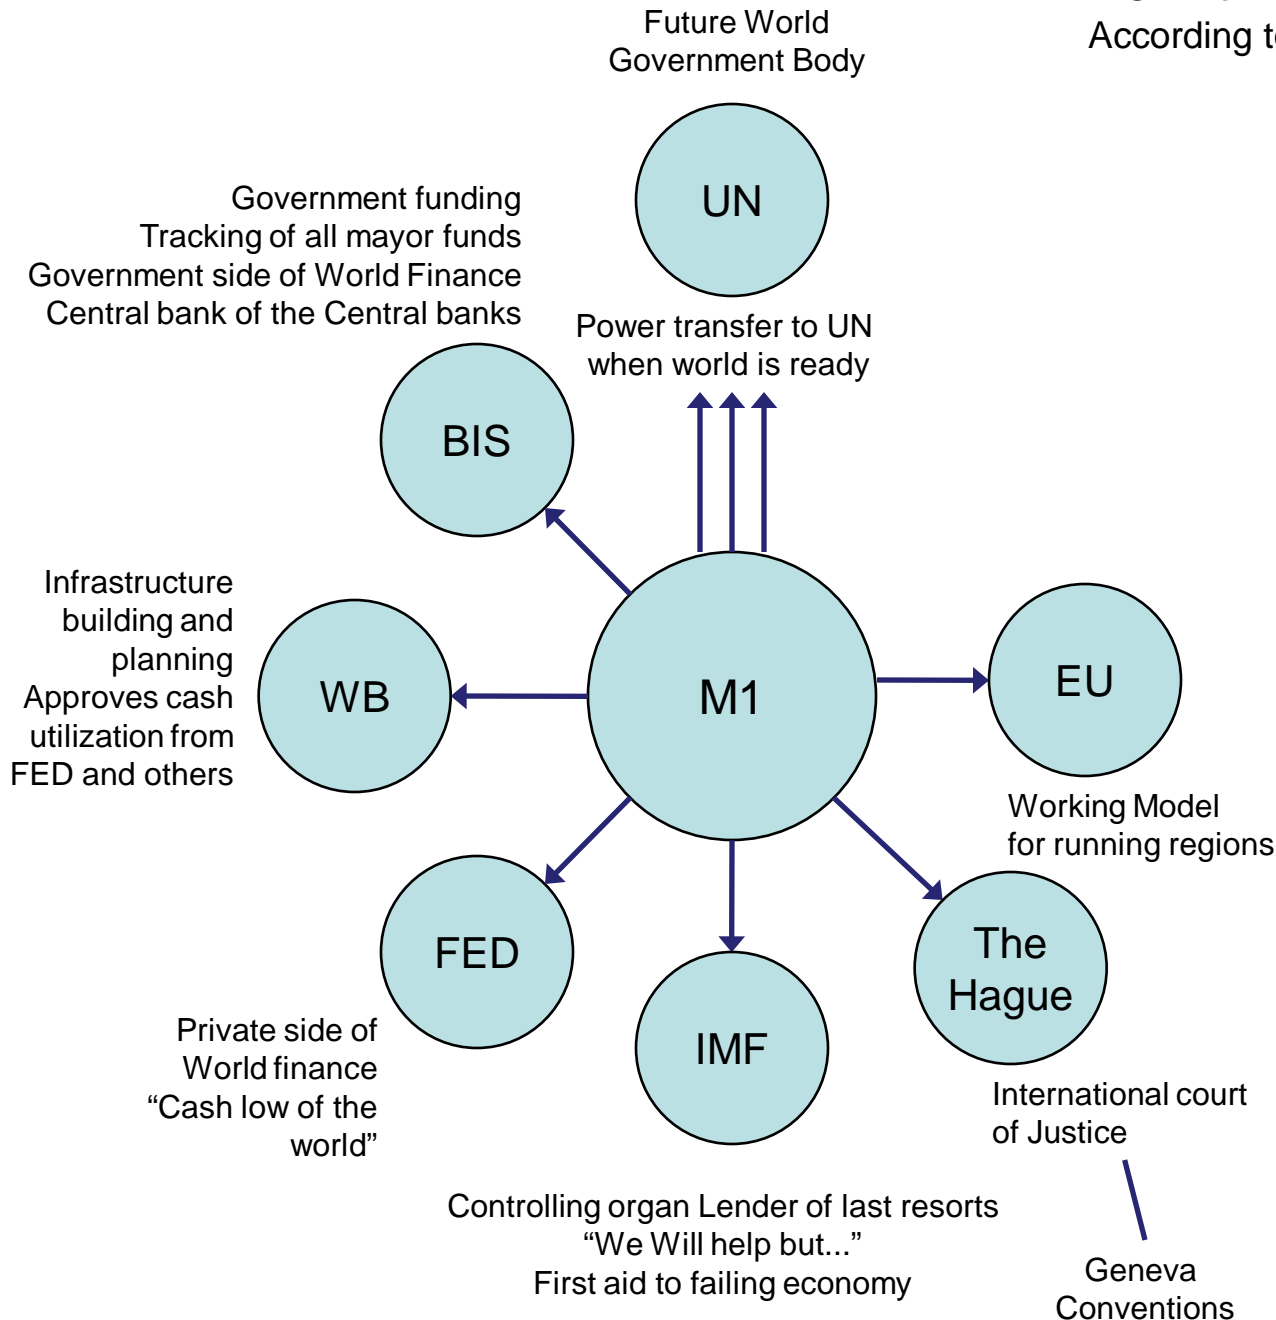 According to
Future World
Government Body
UN
Government funding
Tracking of all mayor funds
Government side of World Finance
Central bank of the Central banks
Power transfer to UN
when world is ready
BIS
Infrastructure
building and
planning
Approves cash
utilization from
FED and others
WB
M1
EU
Working Model
for running regions
FED
Private side of
World finance
“Cash low of the
world”
IMF
The
Hague
International court
of Justice
Controlling organ Lender of last resorts
“We Will help but...”
First aid to failing economy
Geneva
Conventions